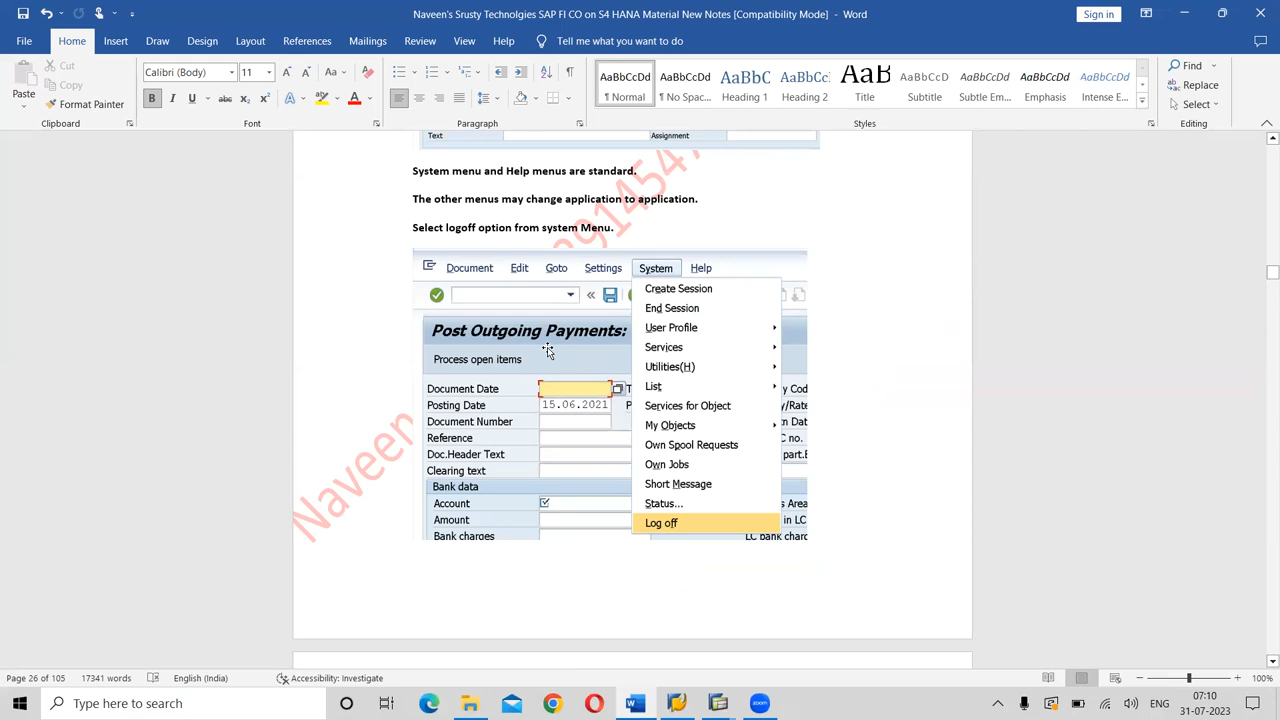 Naveen's Srusty Technolgies SAP FI CO on S4 HANA Material New Notes [Compatibility Mode] - Word
Sign in
File Home Insert Draw Design Layout References Mailings Review View Help Tell me what you want to do
Paste
Cut
Copy
Format Painter
Clipboard
Calibri (Body) 11
Font
Paragraph
AaBbCcDd AaBbCcDd AaBbC AaBbCc AaB AaBbCcD AaBbCcDd AaBbCcDd AaBbCcDd
¶ Normal ¶ No Spac... Heading 1 Heading 2 Title Subtitle Subtle Em... Emphasis Intense E...
Styles
Find
Replace
Select
Editing
Text Assignment
System menu and Help menus are standard.
The other menus may change application to application.
Select logoff option from system Menu.
Document Edit Goto Settings System Help
Create Session
End Session
User Profile
Services
Utilities(H)
List
Services for Object
My Objects
Own Spool Requests
Own Jobs
Short Message
Status...
Log off
Post Outgoing Payments:
Process open items
Document Date
Posting Date 15.06.2021
Document Number
Reference
Doc.Header Text
Clearing text
Bank data
Account
Amount
Bank charges LC bank char
Naveen
914547
Page 26 of 105 17341 words English (India) Accessibility: Investigate 100%
Type here to search
ENG
07:10
31-07-2023